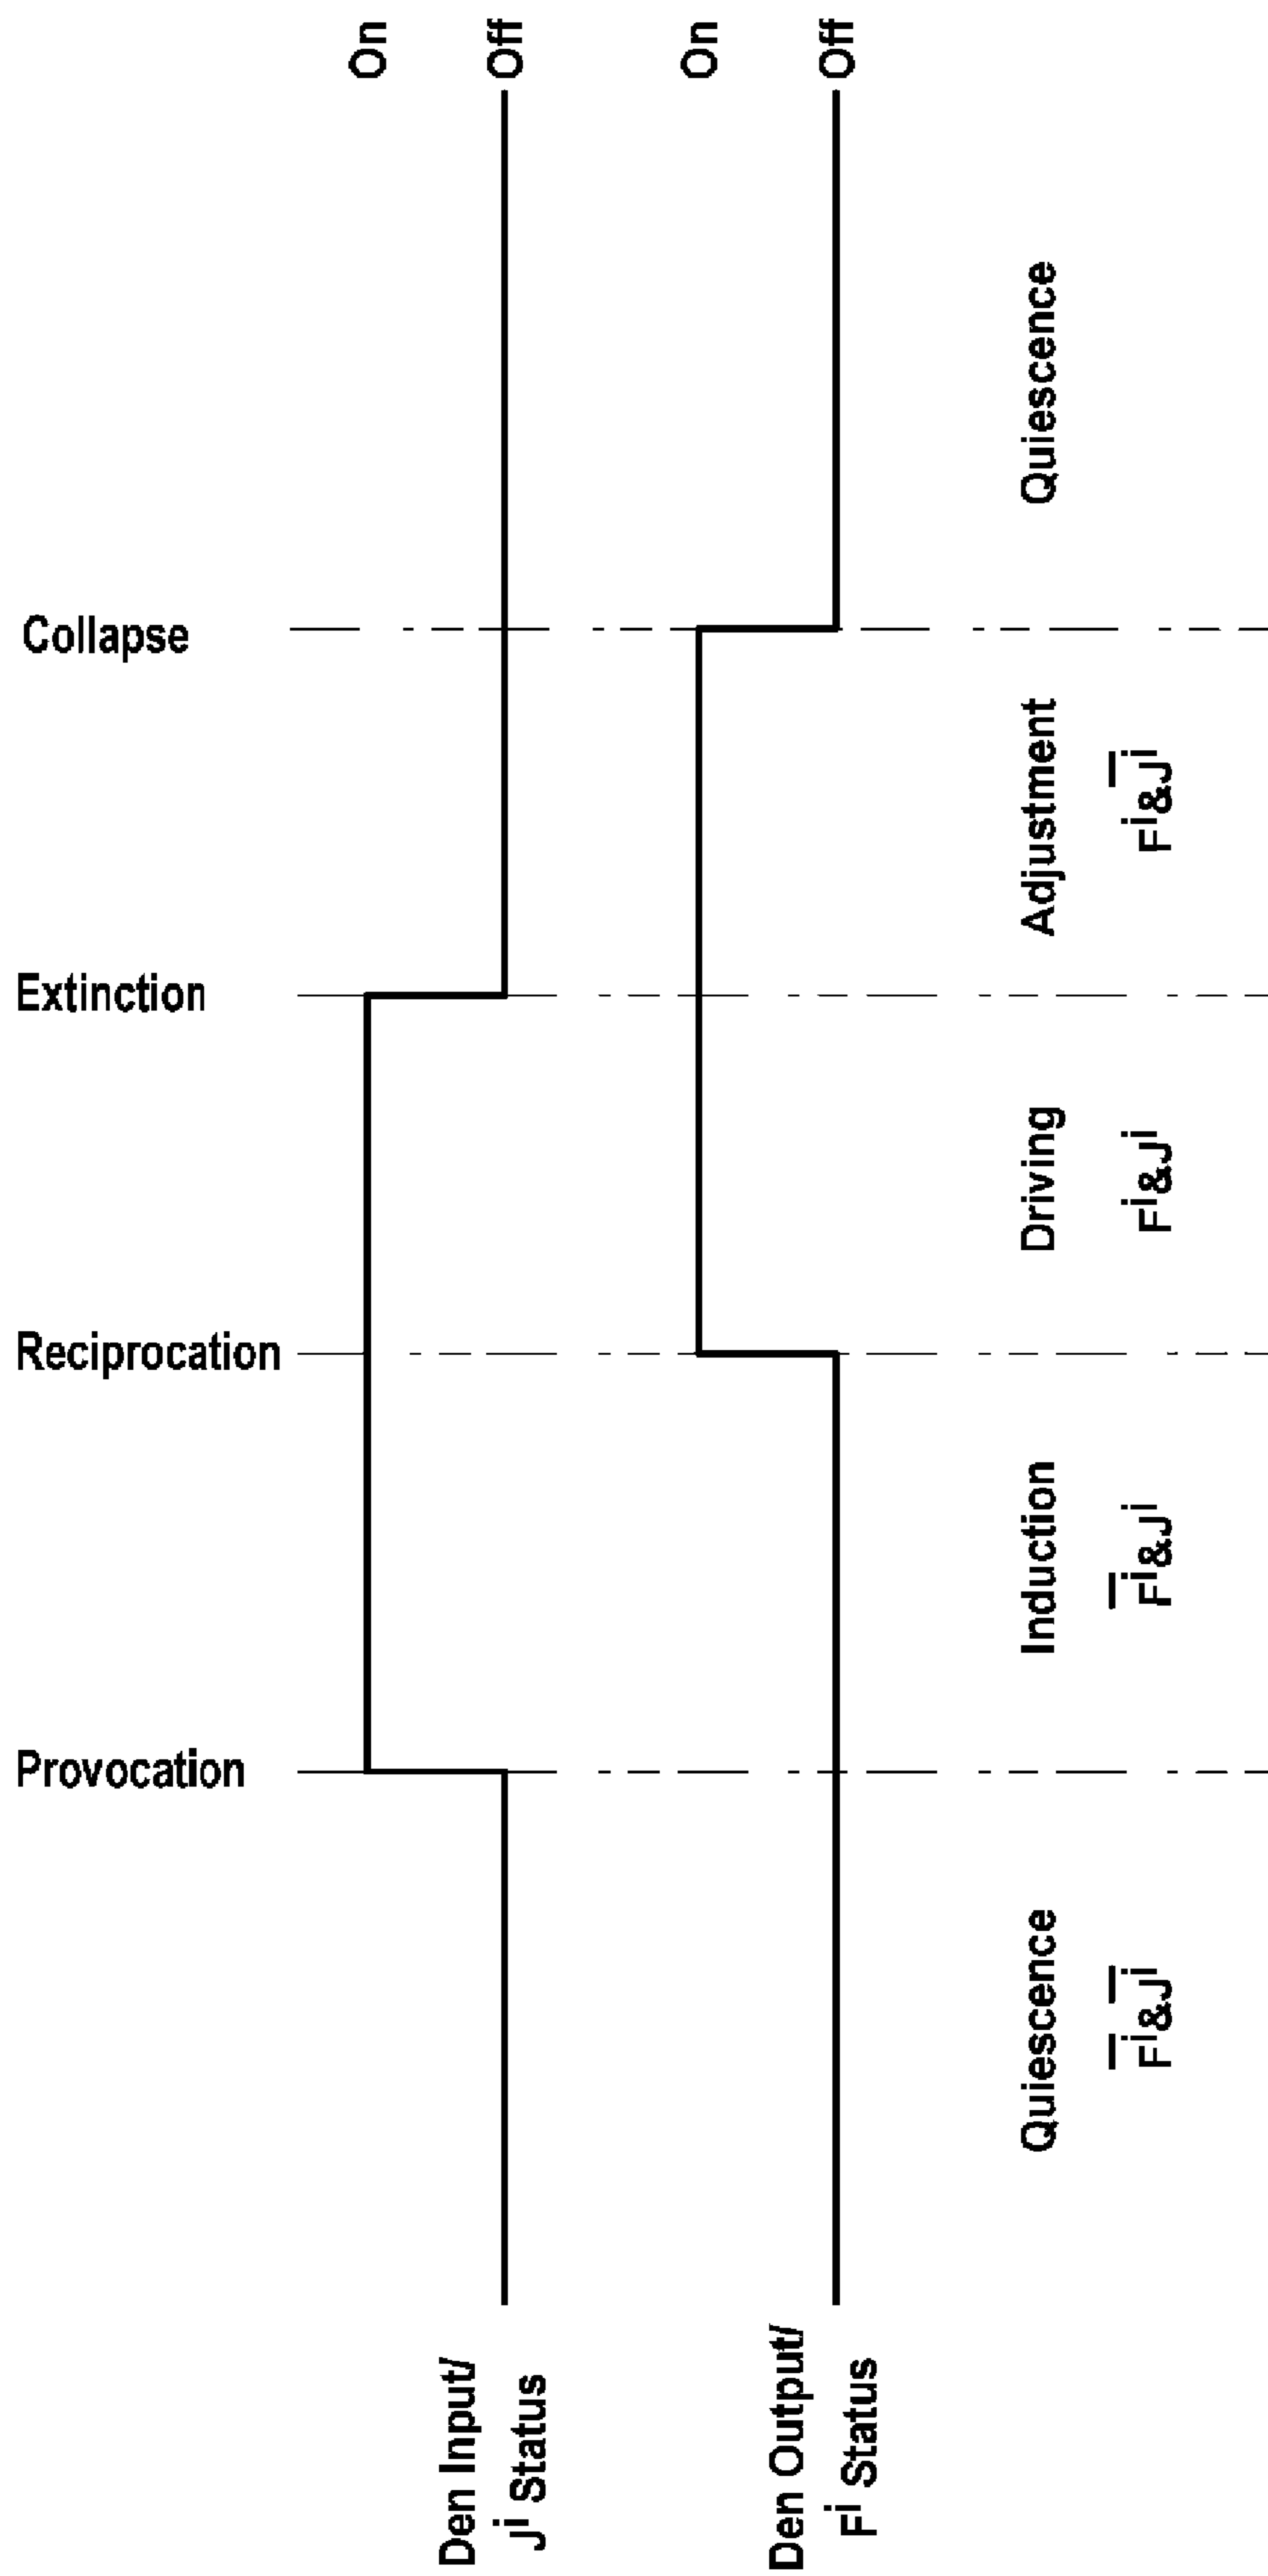 Provocation
Reciprocation
Extinction
Collapse
On
Off
Den Input/
Jⁱ Status
On
Off
Den Output/
Fⁱ Status
Quiescence
Induction
Driving
Adjustment
Quiescence
F̅ⁱ&J̅ⁱ
F̅ⁱ&Jⁱ
Fⁱ&Jⁱ
Fⁱ&J̅ⁱ